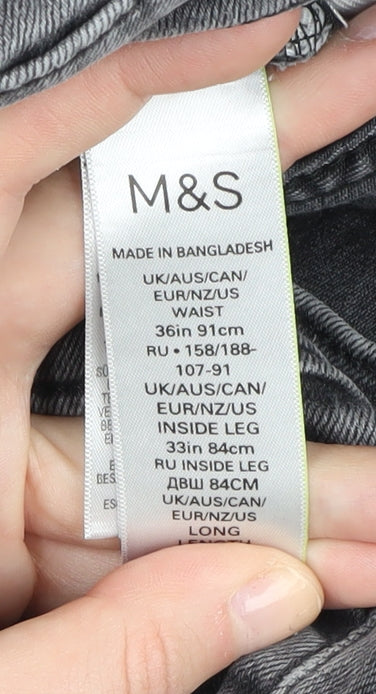 M&S
MADE IN BANGLADESH
UK/AUS/CAN/
EUR/NZ/US
WAIST
36in 91cm
RU • 158/188-
107-91
UK/AUS/CAN/
EUR/NZ/US
INSIDE LEG
33in 84cm
RU INSIDE LEG
ДВШ 84CM
UK/AUS/CAN/
EUR/NZ/US
LONG
LENGTH